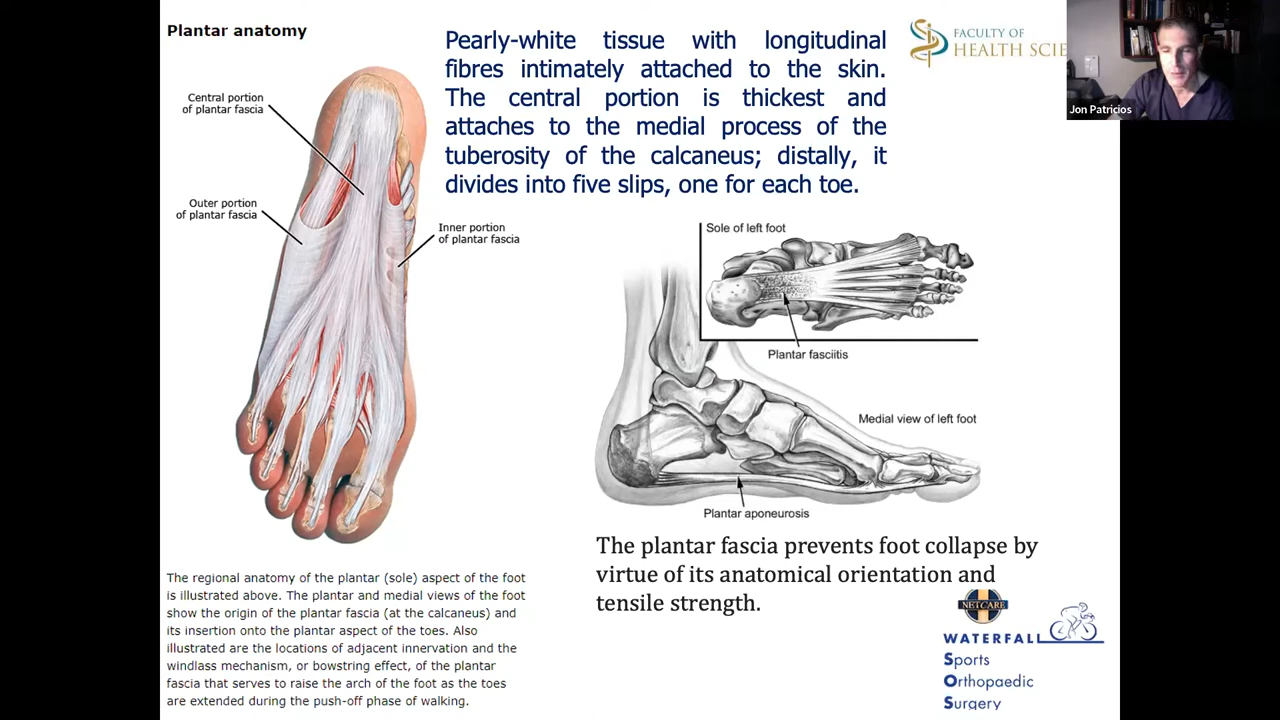 Plantar anatomy
Central portion
of plantar fascia
Outer portion
of plantar fascia
Inner portion
of plantar fascia
The regional anatomy of the plantar (sole) aspect of the foot
is illustrated above. The plantar and medial views of the foot
show the origin of the plantar fascia (at the calcaneus) and
its insertion onto the plantar aspect of the toes. Also
illustrated are the locations of adjacent innervation and the
windlass mechanism, or bowstring effect, of the plantar
fascia that serves to raise the arch of the foot as the toes
are extended during the push-off phase of walking.
Pearly-white tissue with longitudinal
fibres intimately attached to the skin.
The central portion is thickest and
attaches to the medial process of the
tuberosity of the calcaneus; distally, it
divides into five slips, one for each toe.
Sole of left foot
Plantar fasciitis
Medial view of left foot
Plantar aponeurosis
The plantar fascia prevents foot collapse by
virtue of its anatomical orientation and
tensile strength.
FACULTY OF
HEALTH SCIE
Jon Patricios
NETCARE
WATERFALL
Sports
Orthopaedic
Surgery